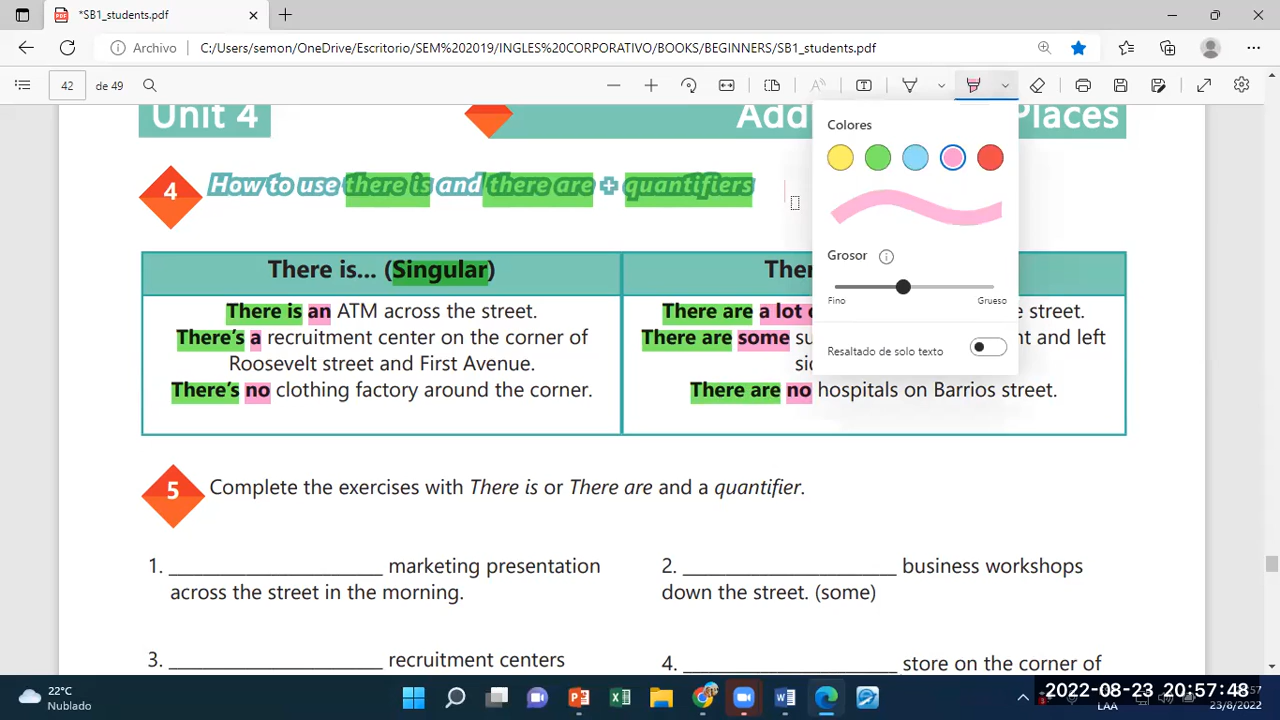 *SB1_students.pdf
Archivo
C:/Users/semon/OneDrive/Escritorio/SEM%202019/INGLES%20CORPORATIVO/BOOKS/BEGINNERS/SB1_students.pdf
42 de 49
Unit 4 Add Places
Colores
4 How to use there is and there are + quantifiers
Grosor
Fino Grueso
Resaltado de solo texto
There is... (Singular)
There is an ATM across the street.
There's a recruitment center on the corner of
Roosevelt street and First Avenue.
There's no clothing factory around the corner.
Ther
There are a lot street.
There are some su t and left
sid
There are no hospitals on Barrios street.
5 Complete the exercises with There is or There are and a quantifier.
1. ______________________ marketing presentation
across the street in the morning.
2. ______________________ business workshops
down the street. (some)
3. ______________________ recruitment centers
4. ______________________ store on the corner of
22°C
Nublado
LAA
2022-08-23 20:57:48
57
23/8/2022